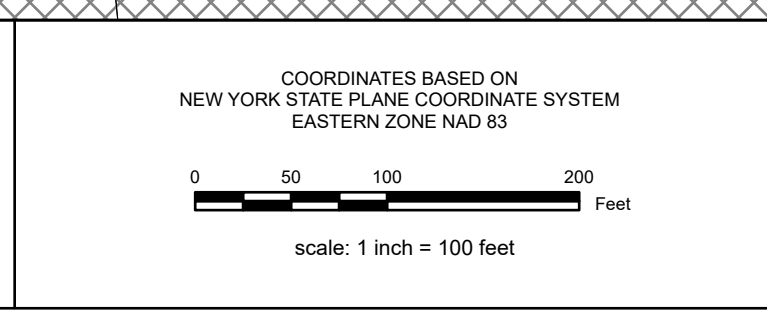 COORDINATES BASED ON
NEW YORK STATE PLANE COORDINATE SYSTEM
EASTERN ZONE NAD 83
0 50 100 200
Feet
scale: 1 inch = 100 feet